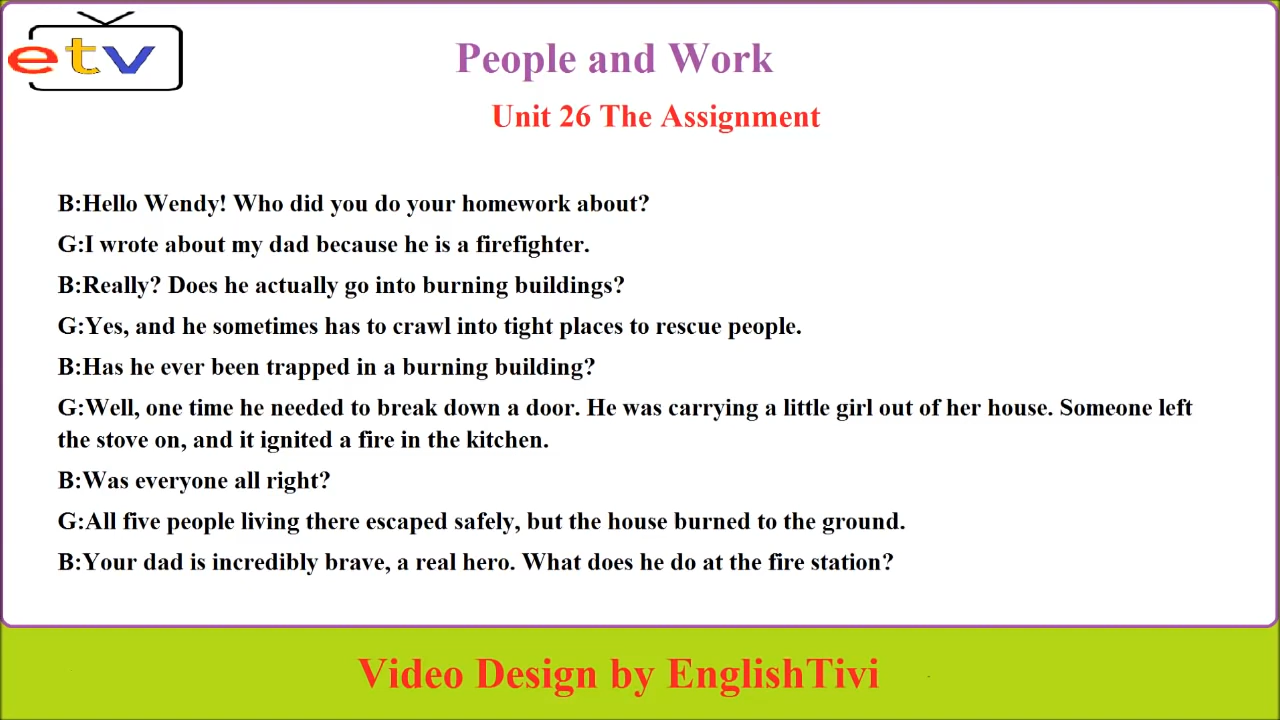 etv
People and Work
Unit 26 The Assignment
B:Hello Wendy! Who did you do your homework about?
G:I wrote about my dad because he is a firefighter.
B:Really? Does he actually go into burning buildings?
G:Yes, and he sometimes has to crawl into tight places to rescue people.
B:Has he ever been trapped in a burning building?
G:Well, one time he needed to break down a door. He was carrying a little girl out of her house. Someone left
the stove on, and it ignited a fire in the kitchen.
B:Was everyone all right?
G:All five people living there escaped safely, but the house burned to the ground.
B:Your dad is incredibly brave, a real hero. What does he do at the fire station?
Video Design by EnglishTivi